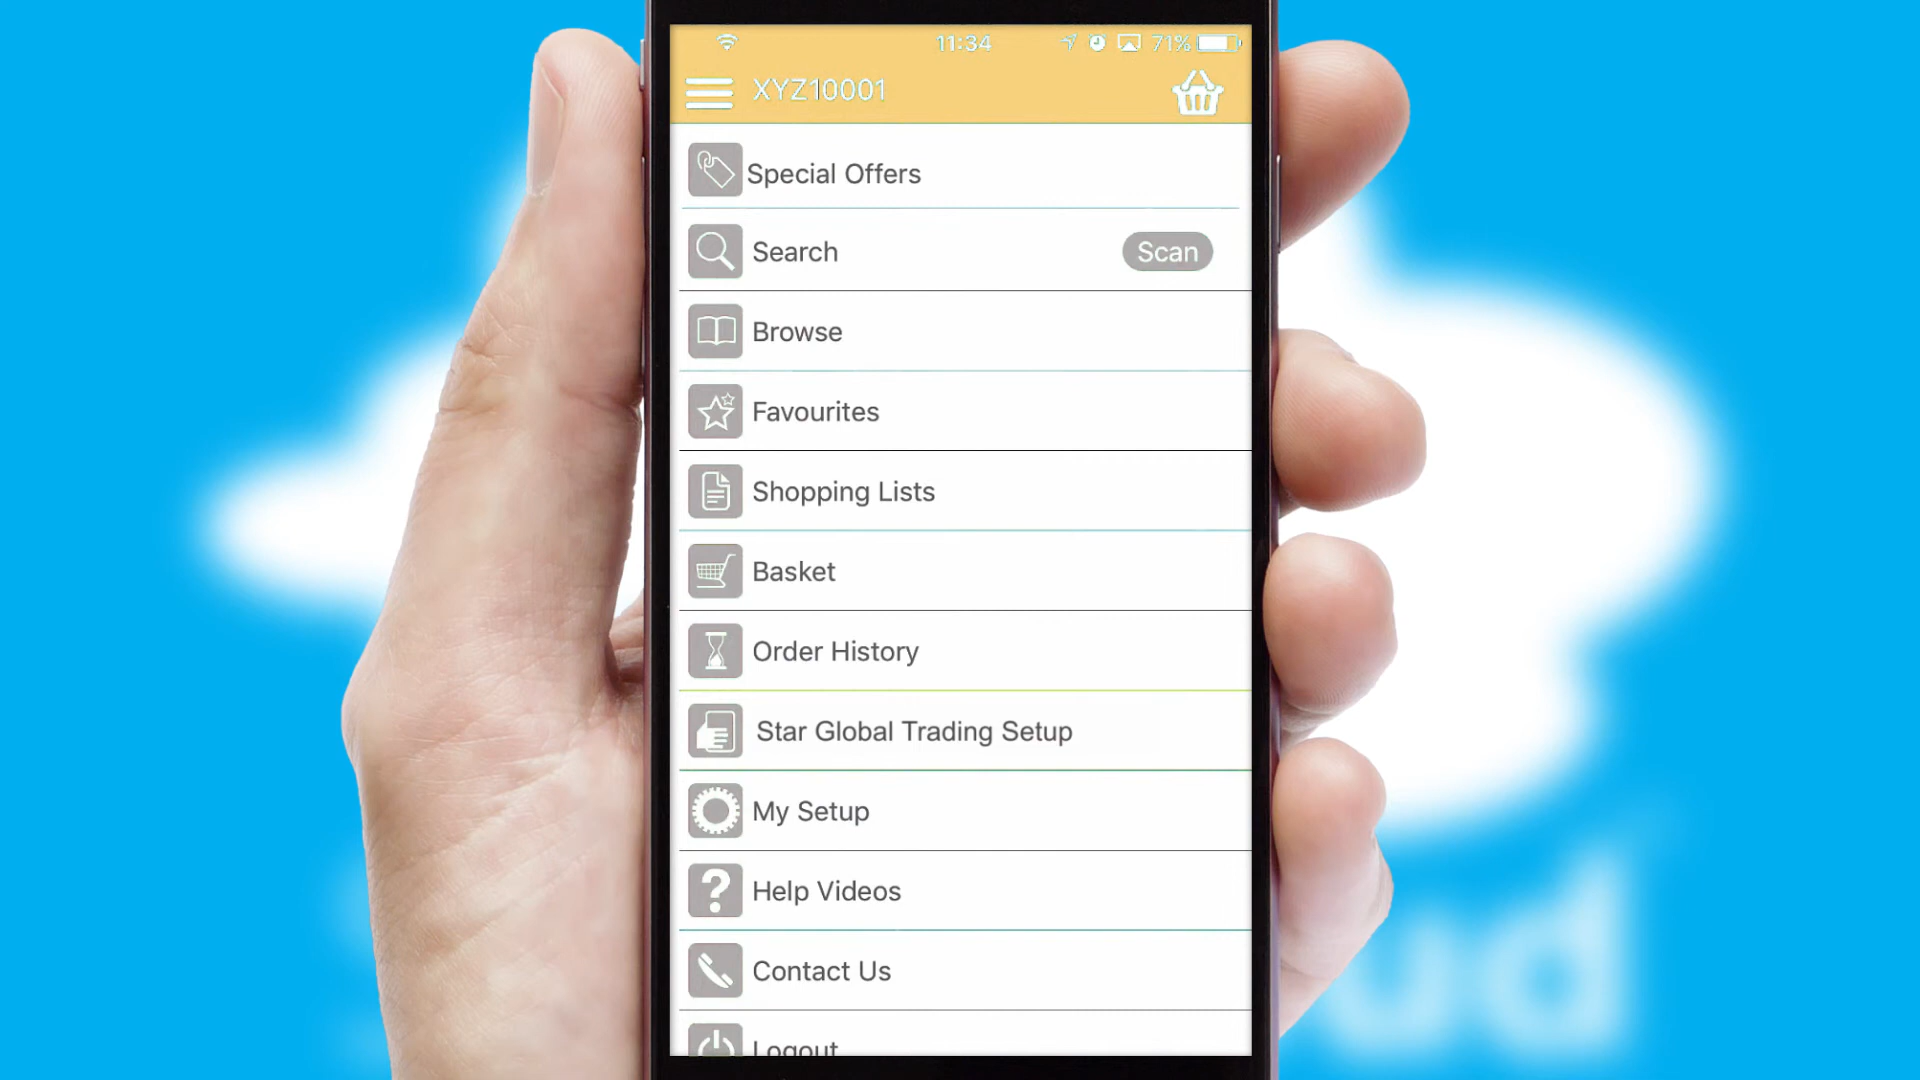 11:34 71%
XYZ10001
Special Offers
Search Scan
Browse
Favourites
Shopping Lists
Basket
Order History
Star Global Trading Setup
My Setup
Help Videos
Contact Us
Logout